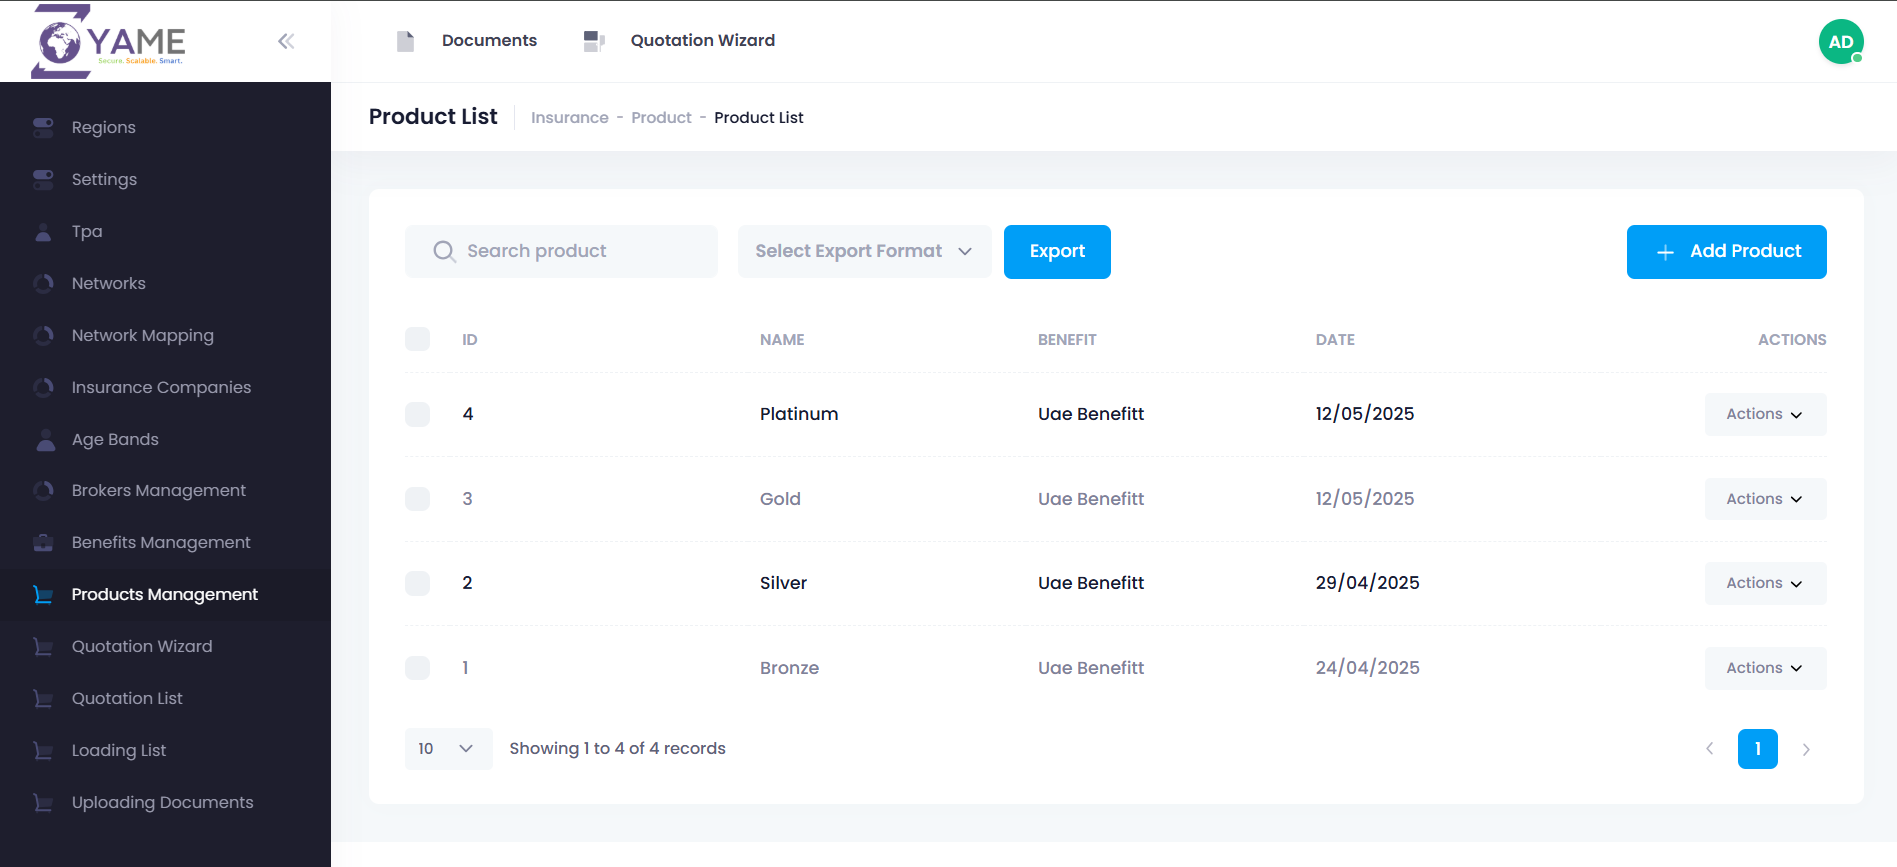 YAME
Secure. Scalable. Smart.
Documents
Quotation Wizard
AD
Regions
Settings
Tpa
Networks
Network Mapping
Insurance Companies
Age Bands
Brokers Management
Benefits Management
Products Management
Quotation Wizard
Quotation List
Loading List
Uploading Documents
Product List
Insurance - Product - Product List
Search product
Select Export Format
Export
Add Product
ID NAME BENEFIT DATE ACTIONS
4 Platinum Uae Benefitt 12/05/2025 Actions
3 Gold Uae Benefitt 12/05/2025 Actions
2 Silver Uae Benefitt 29/04/2025 Actions
1 Bronze Uae Benefitt 24/04/2025 Actions
10 Showing 1 to 4 of 4 records
1